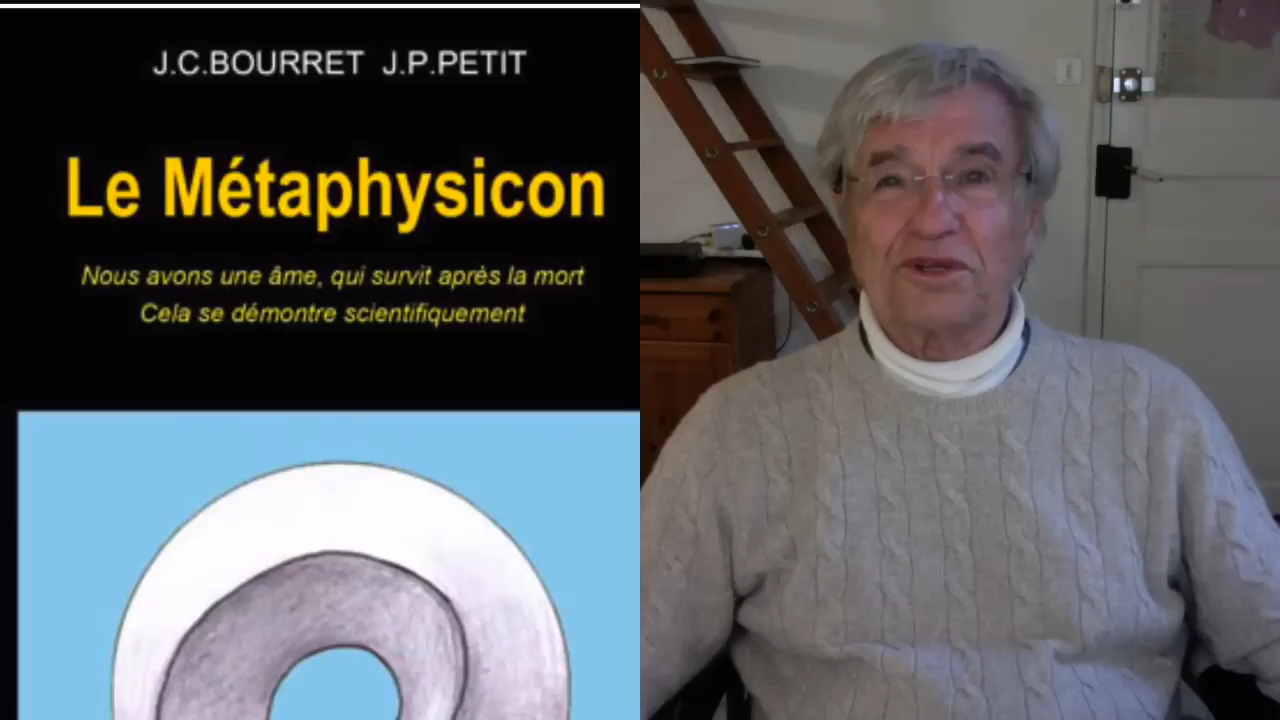 J.C.BOURRET J.P.PETIT
Le Métaphysicon
Nous avons une âme, qui survit après la mort
Cela se démontre scientifiquement